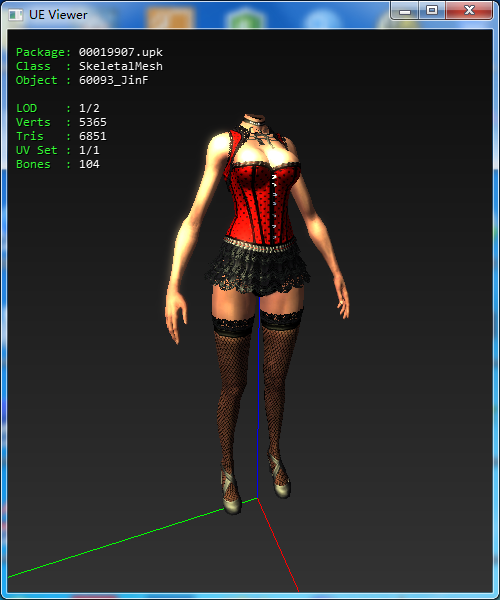 UE Viewer
Package: 00019907.upk
Class : SkeletalMesh
Object : 60093_JinF
LOD : 1/2
Verts : 5365
Tris : 6851
UV Set : 1/1
Bones : 104